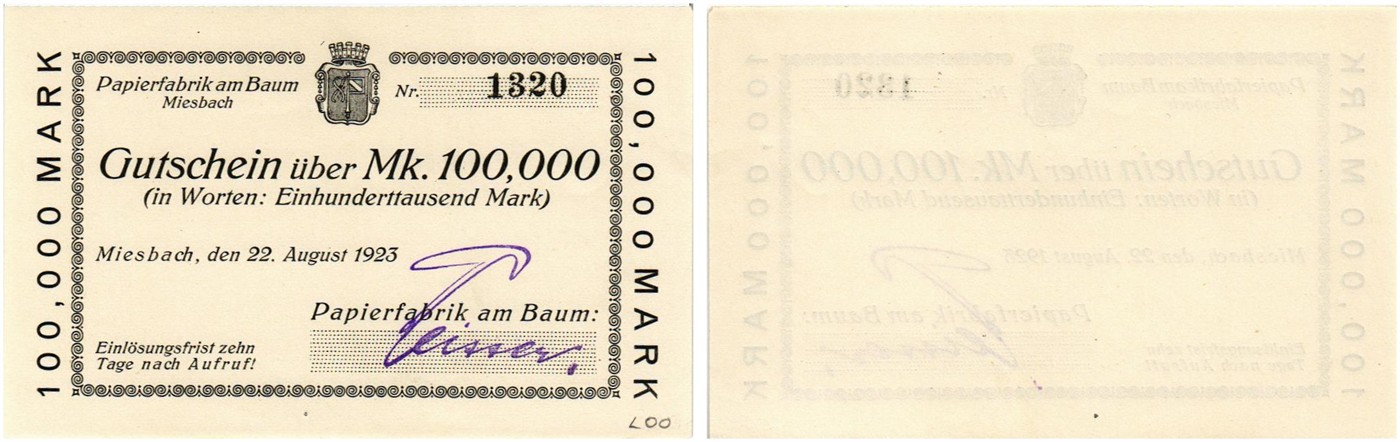 100,000 MARK
Papierfabrik am Baum
Miesbach
Nr. 1320
Gutschein über Mk. 100,000
(in Worten: Einhunderttausend Mark)
Miesbach, den 22. August 1923
Papierfabrik am Baum:
Einlösungsfrist zehn
Tage nach Aufruf!
100,000 MARK